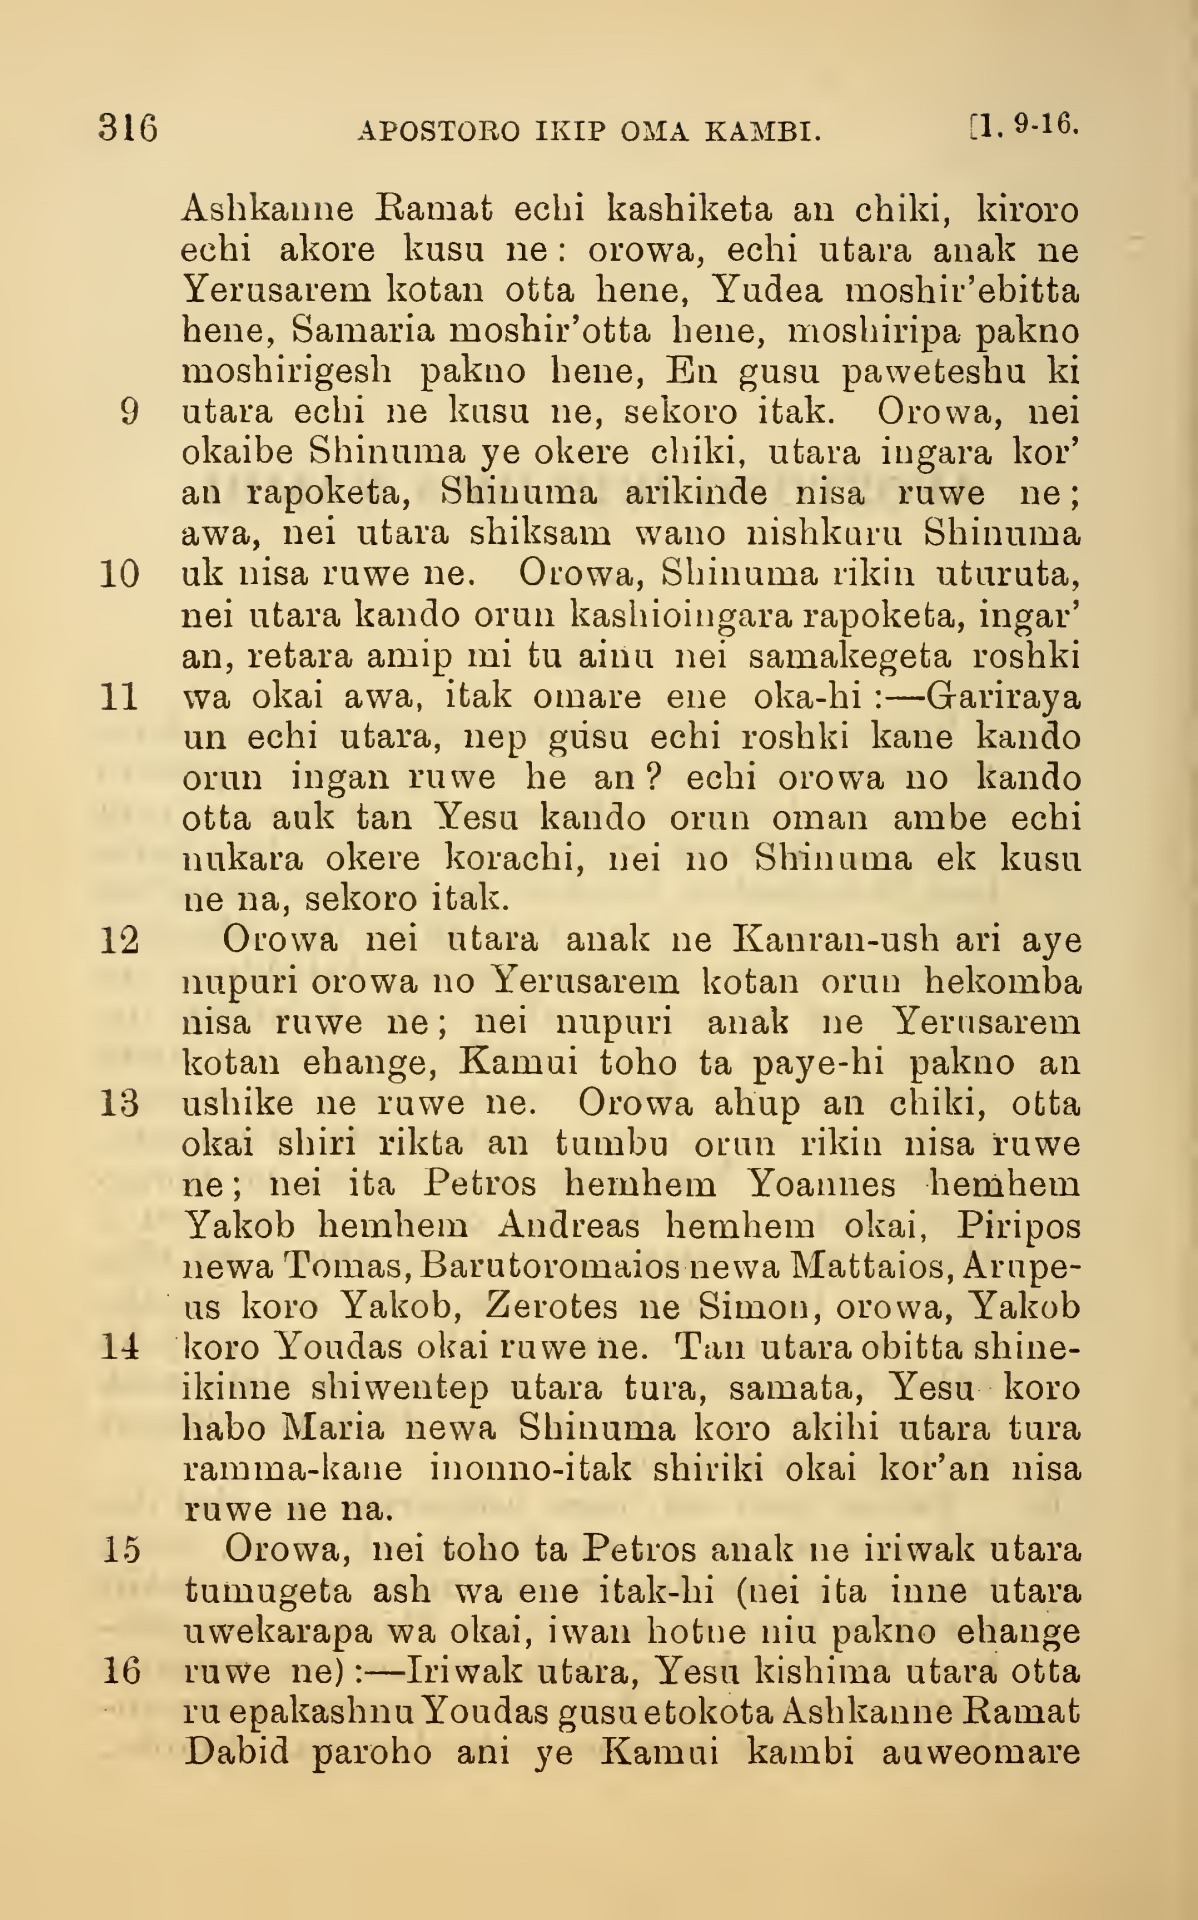 316 APOSTORO IKIP OMA KAMBI. [1. 9-16.
Ashkanne Ramat echi kashiketa an chiki, kiroro
echi akore kusu ne : orowa, echi utara anak ne
Yerusarem kotan otta hene, Yudea moshir'ebitta
hene, Samaria moshir'otta hene, moshiripa pakno
moshirigesh pakno hene, En gusu paweteshu ki
9 utara echi ne kusu ne, sekoro itak. Orowa, nei
okaibe Shinuma ye okere chiki, utara ingara kor'
an rapoketa, Shinuma arikinde nisa ruwe ne ;
awa, nei utara shiksam wano nishkuru Shinuma
10 uk nisa ruwe ne. Orowa, Shinuma rikin uturuta,
nei utara kando orun kashioingara rapoketa, ingar'
an, retara amip mi tu ainu nei samakegeta roshki
11 wa okai awa, itak omare ene oka-hi :—Gariraya
un echi utara, nep gusu echi roshki kane kando
orun ingan ruwe he an ? echi orowa no kando
otta auk tan Yesu kando orun oman ambe echi
nukara okere korachi, nei no Shinuma ek kusu
ne na, sekoro itak.
12 Orowa nei utara anak ne Kanran-ush ari aye
nupuri orowa no Yerusarem kotan orun hekomba
nisa ruwe ne ; nei nupuri anak ne Yerusarem
kotan ehange, Kamui toho ta paye-hi pakno an
13 ushike ne ruwe ne. Orowa ahup an chiki, otta
okai shiri rikta an tumbu orun rikin nisa ruwe
ne ; nei ita Petros hemhem Yoannes hemhem
Yakob hemhem Andreas hemhem okai, Piripos
newa Tomas, Barutoromaios newa Mattaios, Arupe-
us koro Yakob, Zerotes ne Simon, orowa, Yakob
14 koro Youdas okai ruwe ne. Tan utara obitta shine-
ikinne shiwentep utara tura, samata, Yesu koro
habo Maria newa Shinuma koro akihi utara tura
ramma-kane inonno-itak shiriki okai kor'an nisa
ruwe ne na.
15 Orowa, nei toho ta Petros anak ne iriwak utara
tumugeta ash wa ene itak-hi (nei ita inne utara
uwekarapa wa okai, iwan hotne niu pakno ehange
16 ruwe ne) :—Iriwak utara, Yesu kishima utara otta
ru epakashnu Youdas gusu etokota Ashkanne Ramat
Dabid paroho ani ye Kamui kambi auweomare